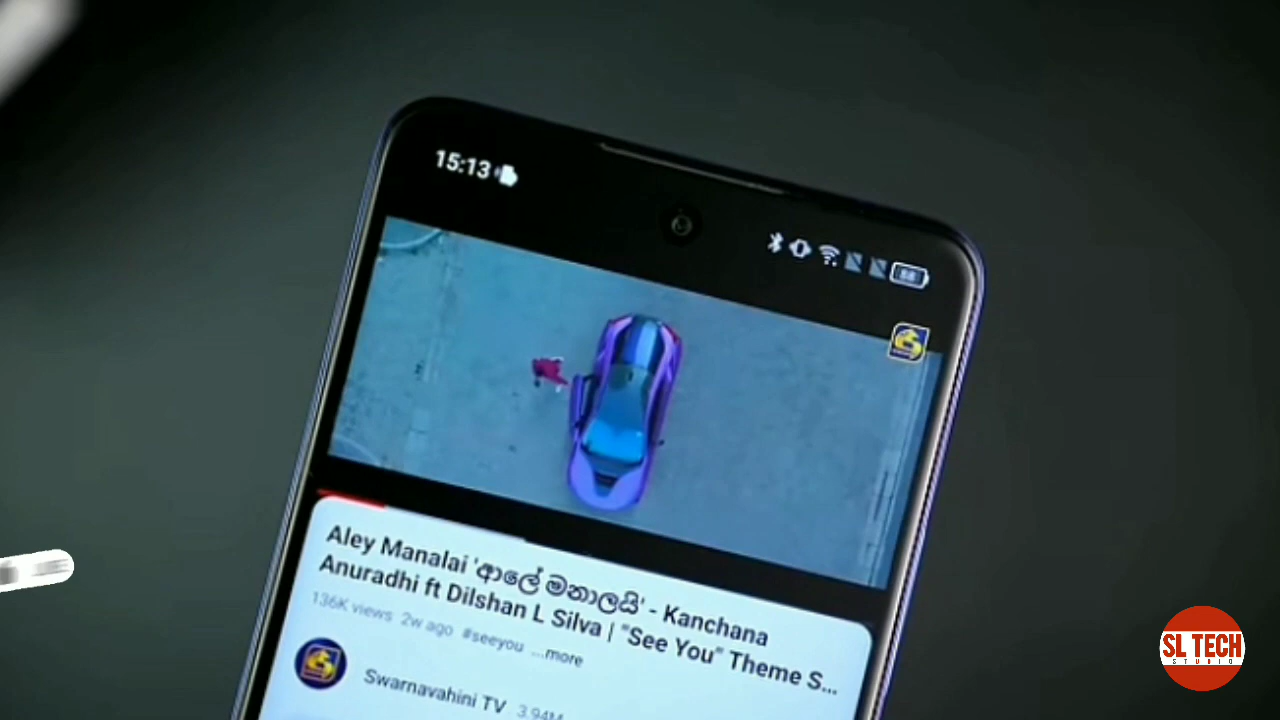 15:13
58
Aley Manalai 'ආලේ මනාලයි' - Kanchana
Anuradhi ft Dilshan L Silva | "See You" Theme S...
136K views 2w ago #seeyou ...more
Swarnavahini TV 3.94M
SL TECH
STUDIO